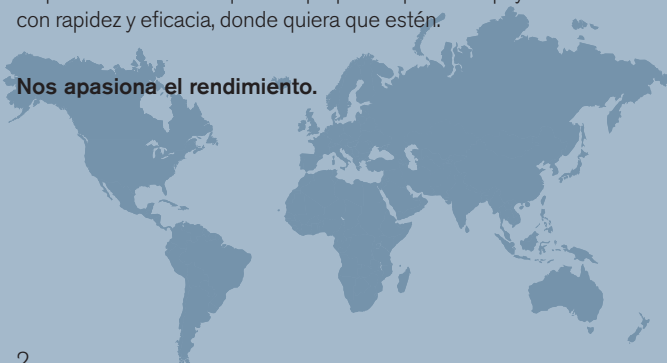 con rapidez y eficacia, donde quiera que estén.
Nos apasiona el rendimiento.
2